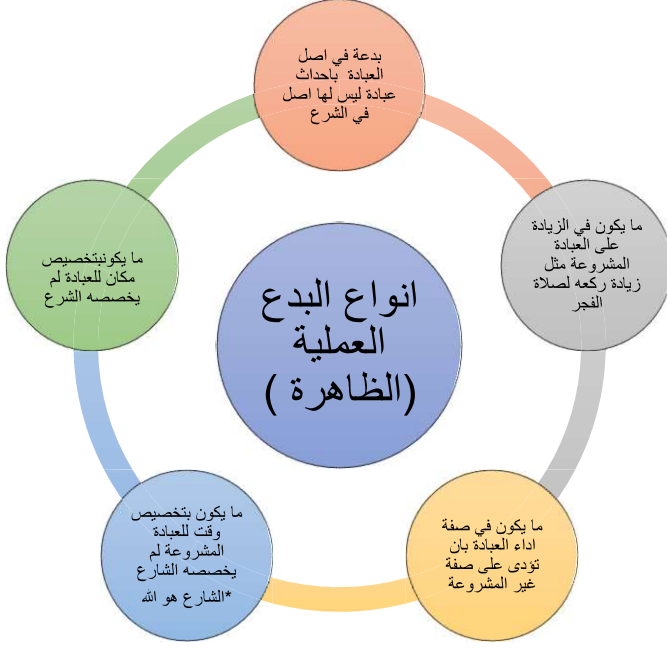 انواع البدع
العملية
(الظاهرة )
بدعة في اصل
العبادة باحداث
عبادة ليس لها اصل
في الشرع
ما يكون في الزيادة
على العبادة
المشروعة مثل
زيادة ركعه لصلاة
الفجر
ما يكون في صفة
اداء العبادة بان
تؤدى على صفة
غير المشروعة
ما يكون بتخصيص
وقت للعبادة
المشروعة لم
يخصصه الشارع
*الشارع هو الله
ما يكونبتخصيص
مكان للعبادة لم
يخصصه الشرع